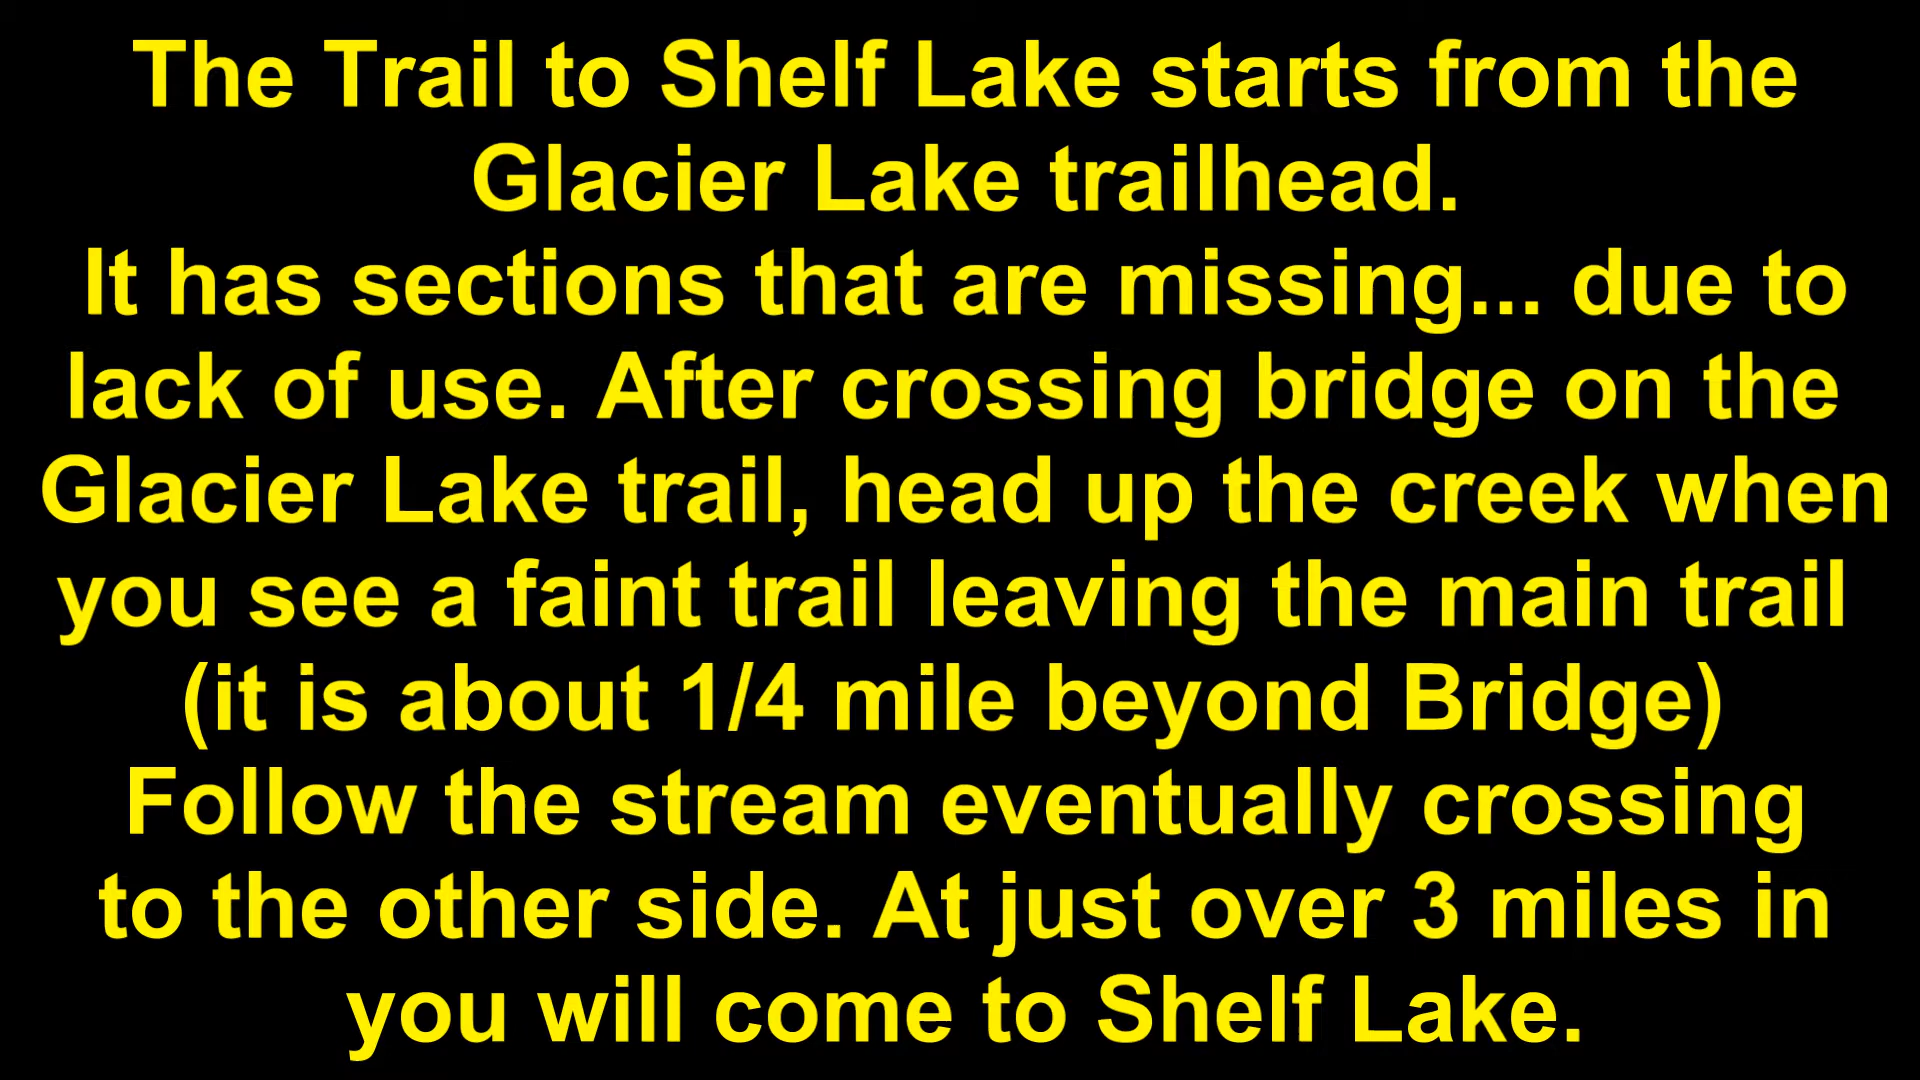 The Trail to Shelf Lake starts from the
Glacier Lake trailhead.
It has sections that are missing... due to
lack of use. After crossing bridge on the
Glacier Lake trail, head up the creek when
you see a faint trail leaving the main trail
(it is about 1/4 mile beyond Bridge)
Follow the stream eventually crossing
to the other side. At just over 3 miles in
you will come to Shelf Lake.